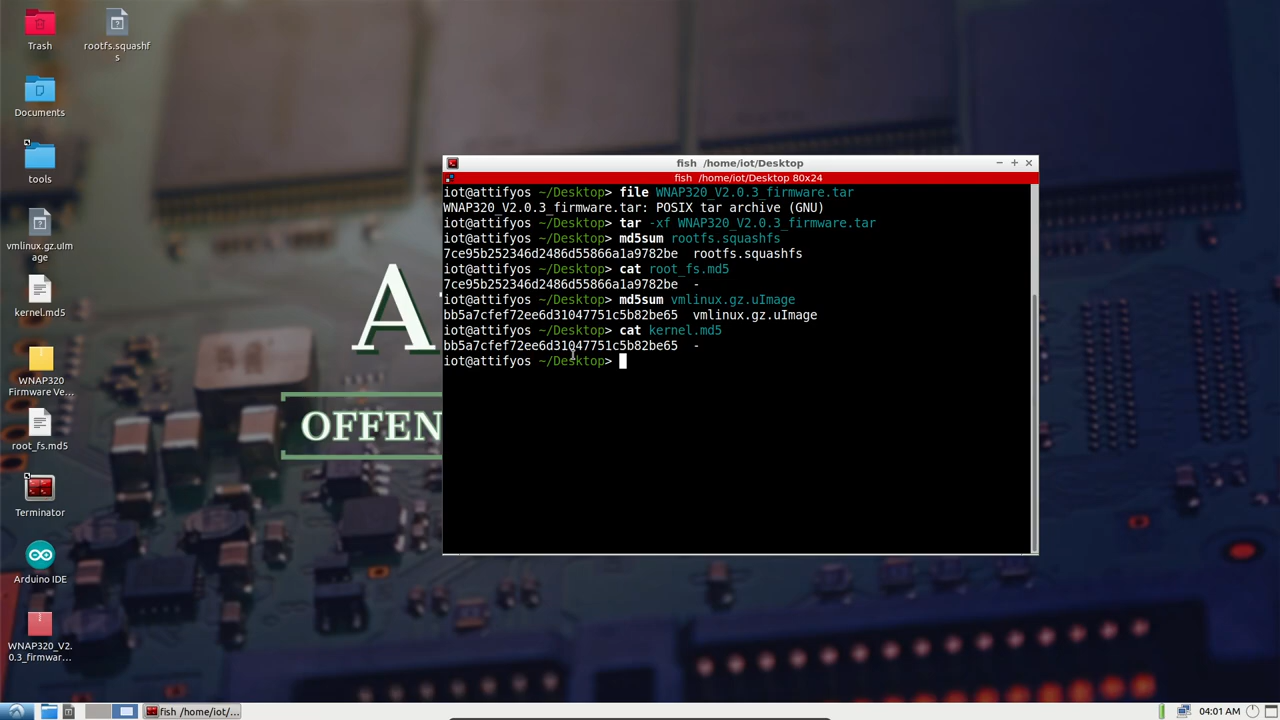 Trash
rootfs.squashf
s
Documents
tools
vmlinux.gz.uIm
age
kernel.md5
WNAP320
Firmware Ve...
root_fs.md5
Terminator
Arduino IDE
WNAP320_V2.
0.3_firmwar...
A
OFFEN
fish /home/iot/Desktop
fish /home/iot/Desktop 80x24
iot@attifyos ~/Desktop> file WNAP320_V2.0.3_firmware.tar
WNAP320_V2.0.3_firmware.tar: POSIX tar archive (GNU)
iot@attifyos ~/Desktop> tar -xf WNAP320_V2.0.3_firmware.tar
iot@attifyos ~/Desktop> md5sum rootfs.squashfs
7ce95b252346d2486d55866a1a9782be  rootfs.squashfs
iot@attifyos ~/Desktop> cat root_fs.md5
7ce95b252346d2486d55866a1a9782be  -
iot@attifyos ~/Desktop> md5sum vmlinux.gz.uImage
bb5a7cfef72ee6d31047751c5b82be65  vmlinux.gz.uImage
iot@attifyos ~/Desktop> cat kernel.md5
bb5a7cfef72ee6d31047751c5b82be65  -
iot@attifyos ~/Desktop>
fish /home/iot/...
04:01 AM